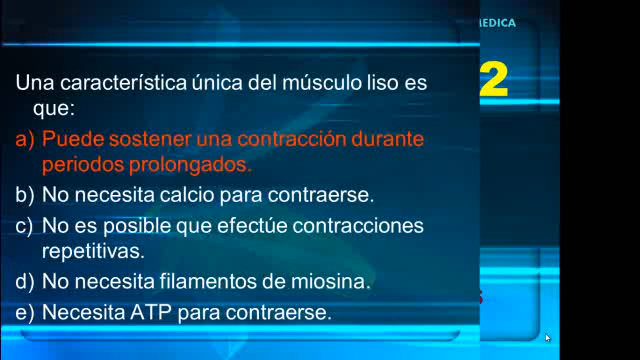 MEDICA
2
Una característica única del músculo liso es
que:
a) Puede sostener una contracción durante
periodos prolongados.
b) No necesita calcio para contraerse.
c) No es posible que efectúe contracciones
repetitivas.
d) No necesita filamentos de miosina.
e) Necesita ATP para contraerse.